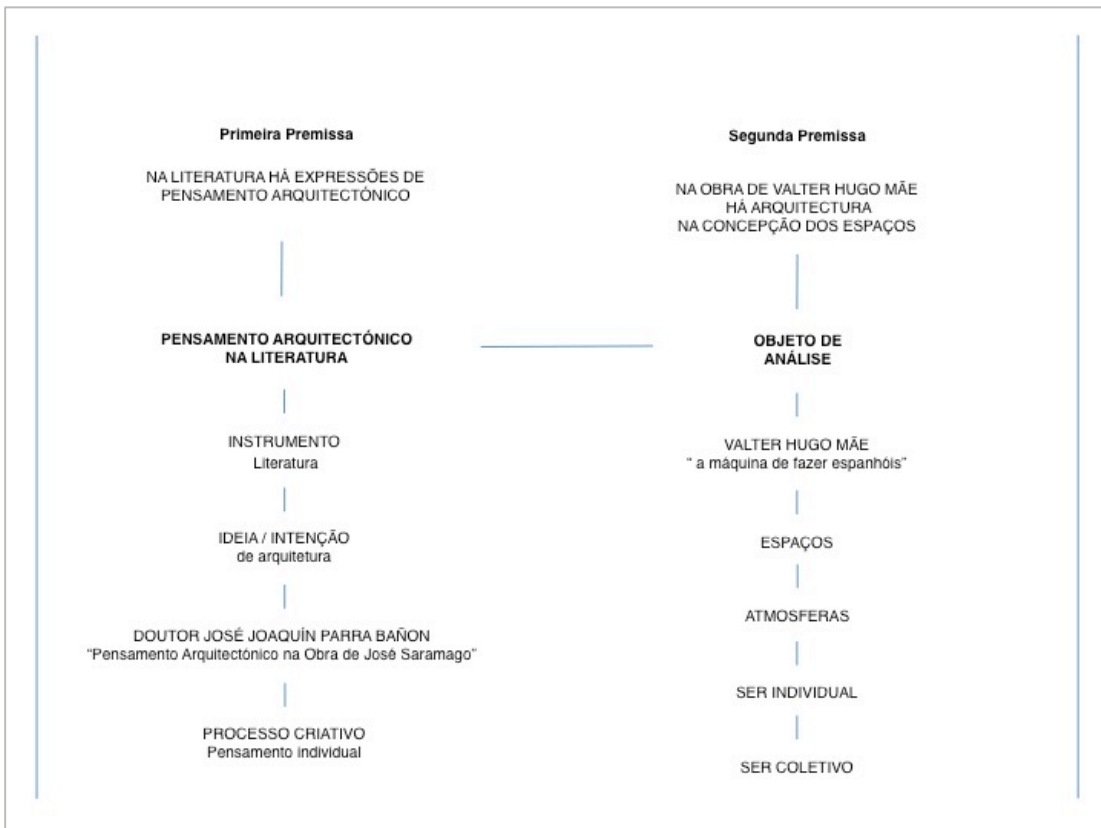 Primeira Premissa
NA LITERATURA HÁ EXPRESSÕES DE
PENSAMENTO ARQUITECTÓNICO
PENSAMENTO ARQUITECTÓNICO
NA LITERATURA
INSTRUMENTO
Literatura
IDEIA / INTENÇÃO
de arquitetura
DOUTOR JOSÉ JOAQUÍN PARRA BAÑON
“Pensamento Arquitectónico na Obra de José Saramago”
PROCESSO CRIATIVO
Pensamento individual
Segunda Premissa
NA OBRA DE VALTER HUGO MÃE
HÁ ARQUITECTURA
NA CONCEPÇÃO DOS ESPAÇOS
OBJETO DE
ANÁLISE
VALTER HUGO MÃE
“ a máquina de fazer espanhóis”
ESPAÇOS
ATMOSFERAS
SER INDIVIDUAL
SER COLETIVO